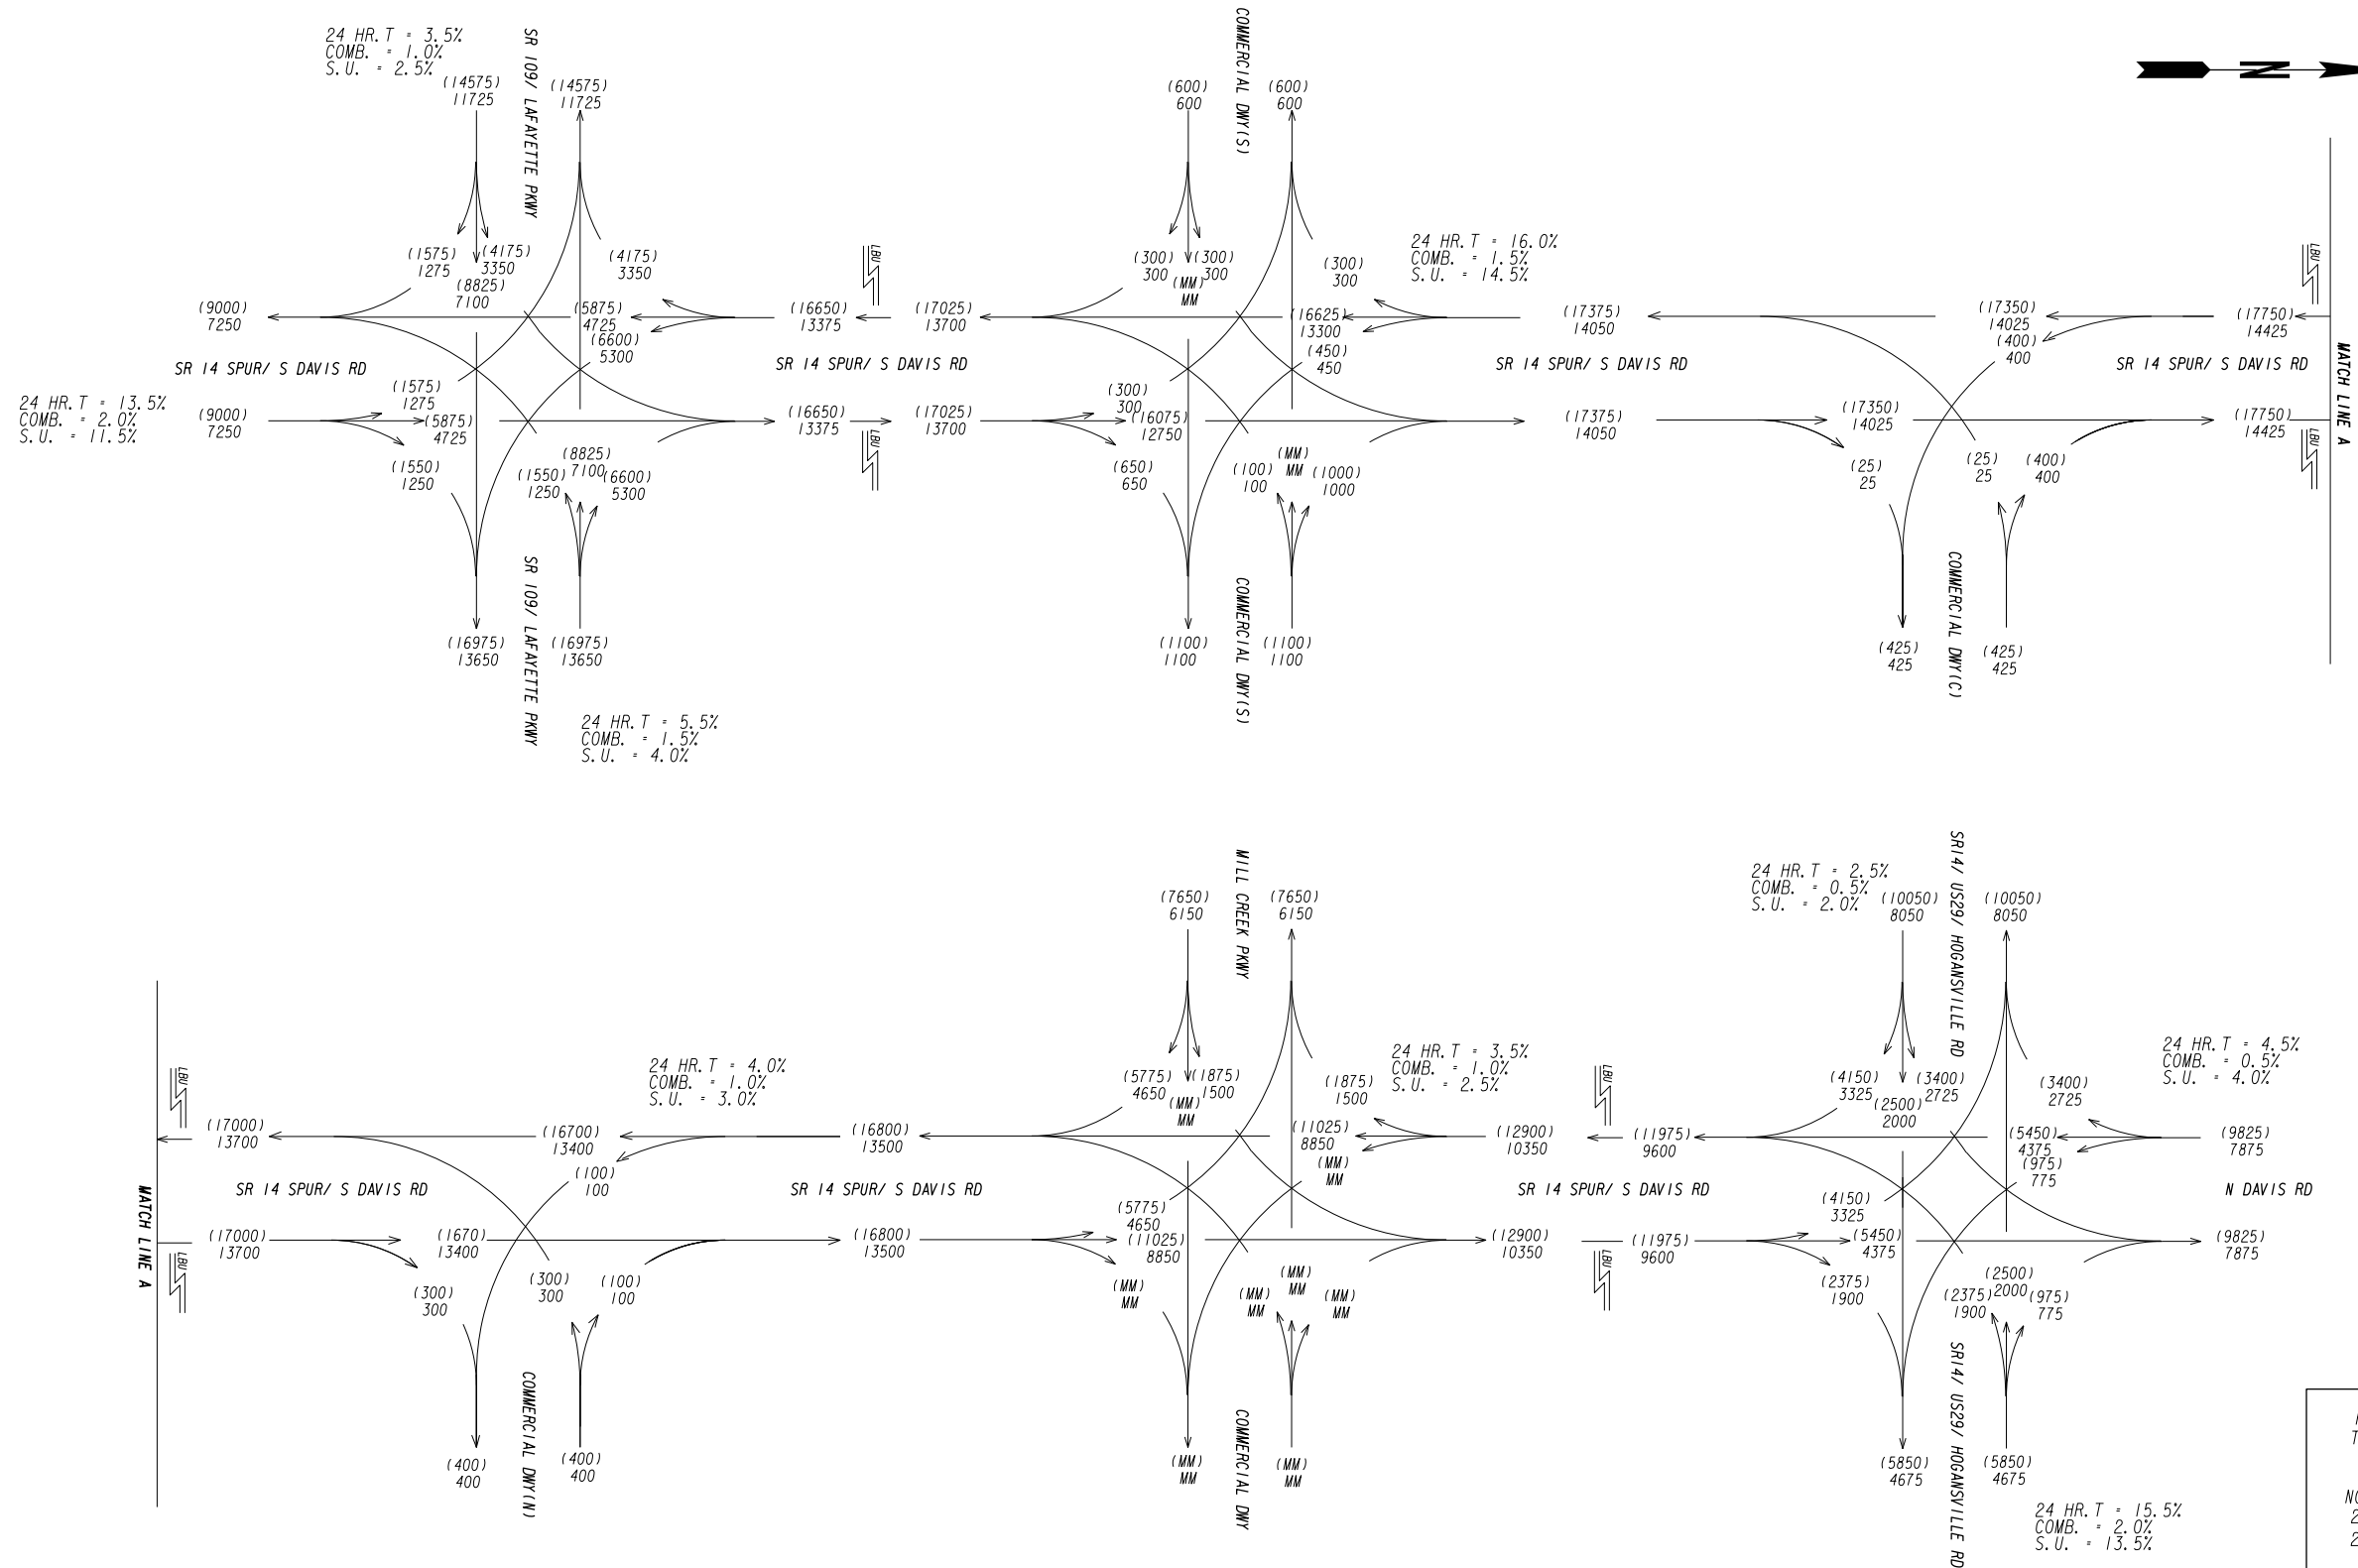 24 HR. T = 3.5%
COMB. = 1.0%
S.U. = 2.5%
(14575)
11725
SR 109/ LAFAYETTE PKWY
(14575)
11725
(1575)
1275
(4175)
3350
(8825)
7100
(4175)
3350
(9000)
7250
(5875)
4725
(6600)
5300
(16650)
13375
SR 14 SPUR/ S DAVIS RD
24 HR. T = 13.5%
COMB. = 2.0%
S.U. = 11.5%
(9000)
7250
(1575)
1275
(5875)
4725
(1550)
1250
(8825)
7100
(1550)
1250
(6600)
5300
(16650)
13375
SR 109/ LAFAYETTE PKWY
(16975)
13650
(16975)
13650
24 HR. T = 5.5%
COMB. = 1.5%
S.U. = 4.0%
LBU
LBU
SR 14 SPUR/ S DAVIS RD
COMMERCIAL DWY(S)
(600)
600
(600)
600
(300)
300
(300)
300
(MM)
MM
(300)
300
24 HR. T = 16.0%
COMB. = 1.5%
S.U. = 14.5%
(17025)
13700
(16625)
13300
(450)
450
(17375)
14050
(17025)
13700
(300)
300
(16075)
12750
(650)
650
(100)
100
(MM)
MM
(1000)
1000
(17375)
14050
COMMERCIAL DWY(S)
(1100)
1100
(1100)
1100
SR 14 SPUR/ S DAVIS RD
(17350)
14025
(400)
400
(17750)
14425
LBU
SR 14 SPUR/ S DAVIS RD
MATCH LINE A
(17350)
14025
(25)
25
(25)
25
(400)
400
(17750)
14425
LBU
COMMERCIAL DWY(C)
(425)
425
(425)
425
N
MATCH LINE A
LBU
(17000)
13700
SR 14 SPUR/ S DAVIS RD
(17000)
13700
LBU
24 HR. T = 4.0%
COMB. = 1.0%
S.U. = 3.0%
(16700)
13400
(100)
100
(16800)
13500
(1670)
13400
(300)
300
(300)
300
(100)
100
(16800)
13500
COMMERCIAL DWY(N)
(400)
400
(400)
400
SR 14 SPUR/ S DAVIS RD
MILL CREEK PKWY
(7650)
6150
(7650)
6150
(5775)
4650
(1875)
1500
(MM)
MM
(1875)
1500
24 HR. T = 3.5%
COMB. = 1.0%
S.U. = 2.5%
(11025)
8850
(MM)
MM
(12900)
10350
(5775)
4650
(11025)
8850
(MM)
MM
(MM)
MM
(MM)
MM
(MM)
MM
(12900)
10350
COMMERCIAL DWY
(MM)
MM
(MM)
MM
LBU
LBU
SR 14 SPUR/ S DAVIS RD
24 HR. T = 2.5%
COMB. = 0.5%
S.U. = 2.0%
(10050)
8050
SR14/ US29/ HOGANSVILLE RD
(10050)
8050
(4150)
3325
(3400)
2725
(2500)
2000
(3400)
2725
24 HR. T = 4.5%
COMB. = 0.5%
S.U. = 4.0%
(11975)
9600
(5450)
4375
(975)
775
(9825)
7875
N DAVIS RD
(11975)
9600
(4150)
3325
(5450)
4375
(2375)
1900
(2500)
2000
(2375)
1900
(975)
775
(9825)
7875
SR14/ US29/ HOGANSVILLE RD
(5850)
4675
(5850)
4675
24 HR. T = 15.5%
COMB. = 2.0%
S.U. = 13.5%